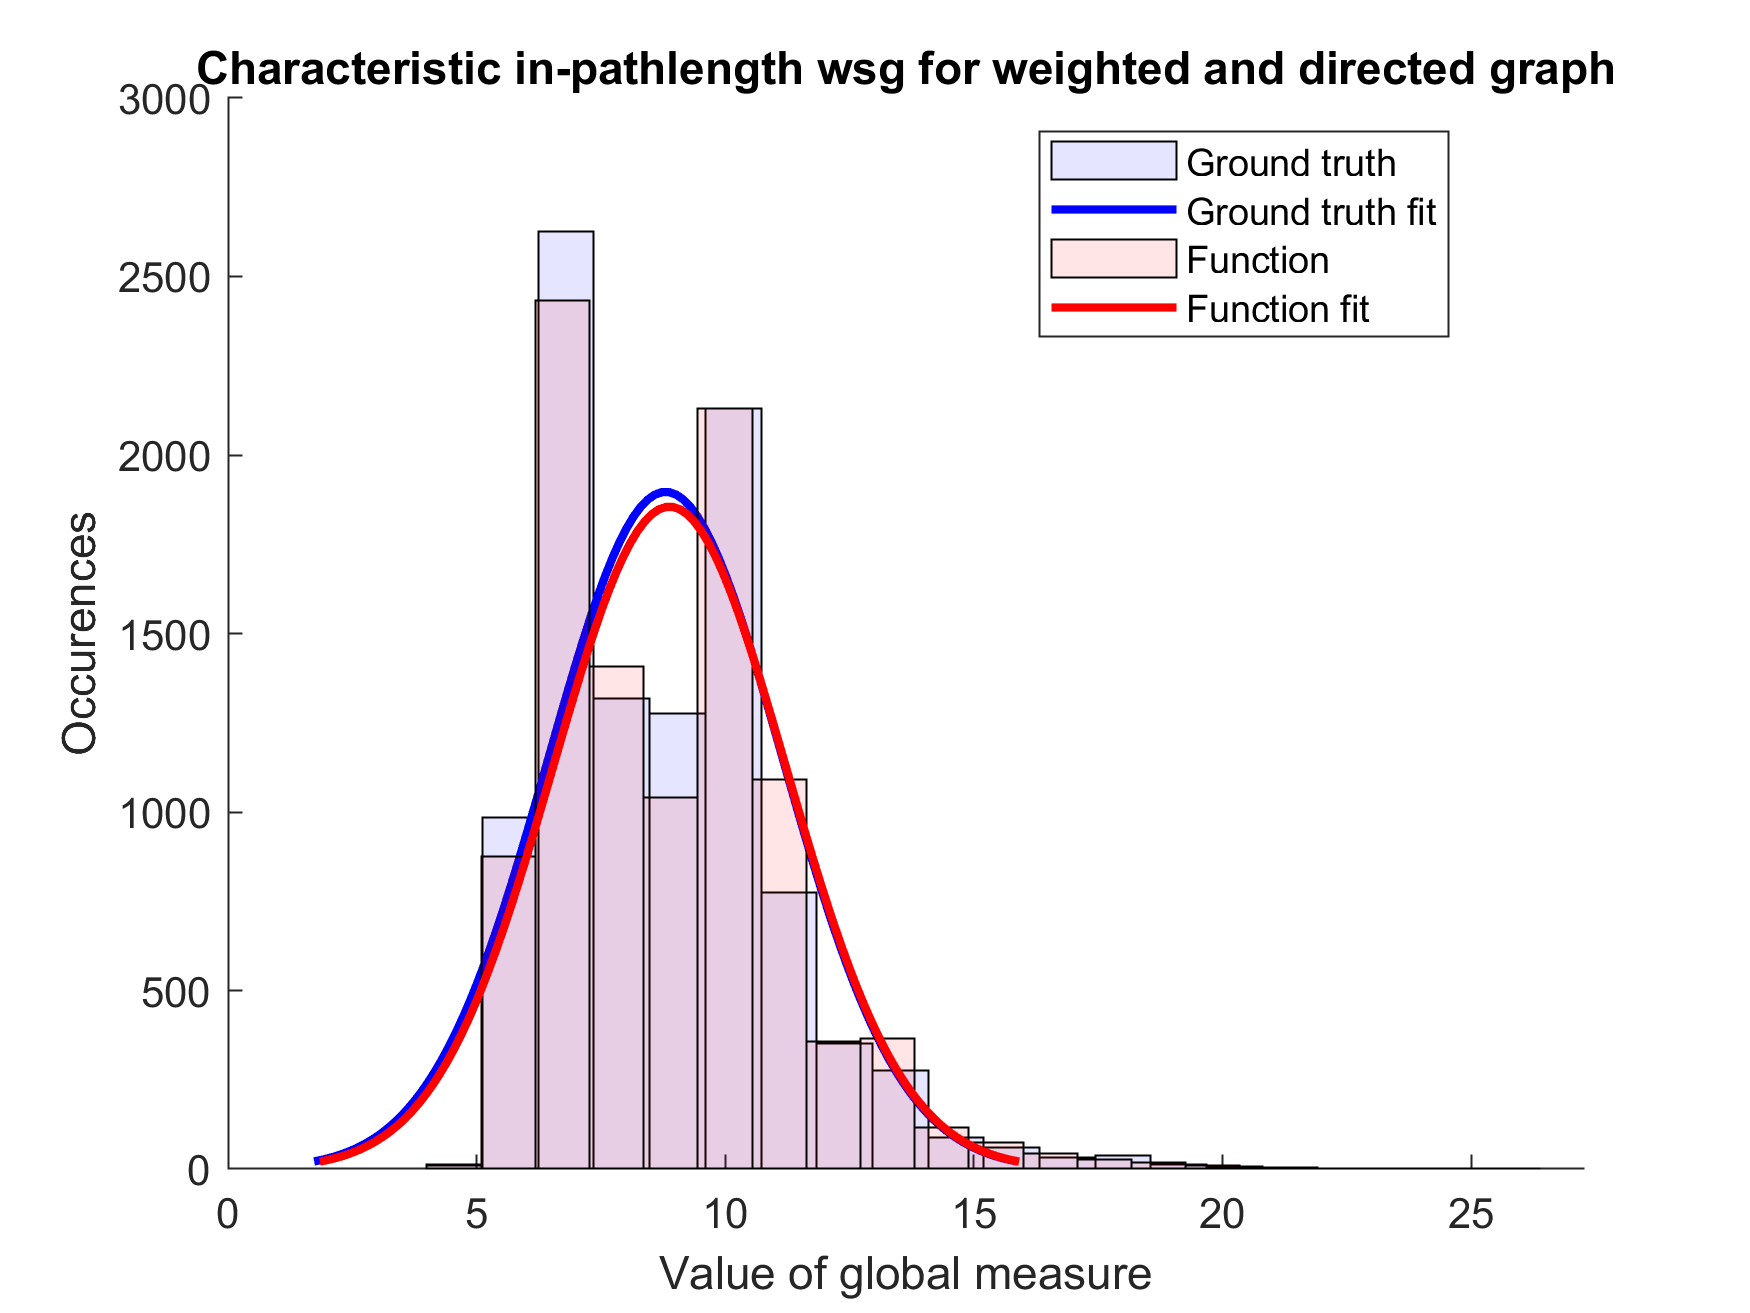 Characteristic in-pathlength wsg for weighted and directed graph
3000
2500
2000
1500
1000
500
0
Occurences
Ground truth
Ground truth fit
Function
Function fit
0 5 10 15 20 25
Value of global measure